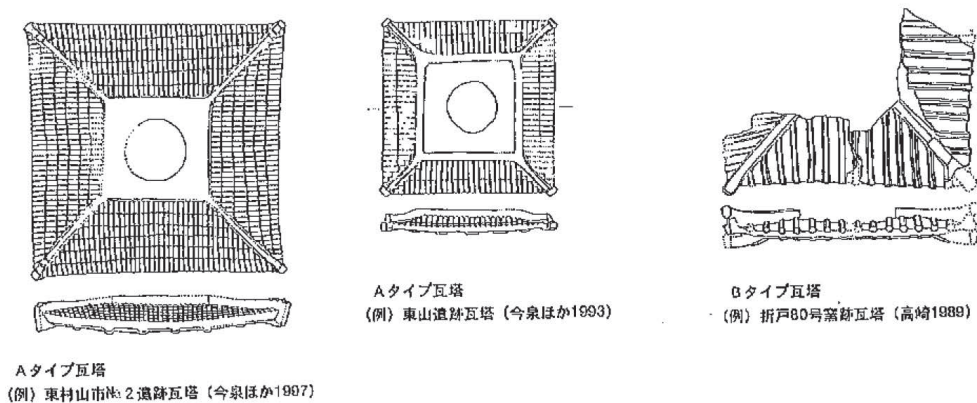 Aタイプ瓦塔
(例) 東村山市№2遺跡瓦塔 (今泉ほか1997)
Aタイプ瓦塔
(例) 東山遺跡瓦塔 (今泉ほか1993)
Bタイプ瓦塔
(例) 折戸80号窯跡瓦塔 (高崎1989)